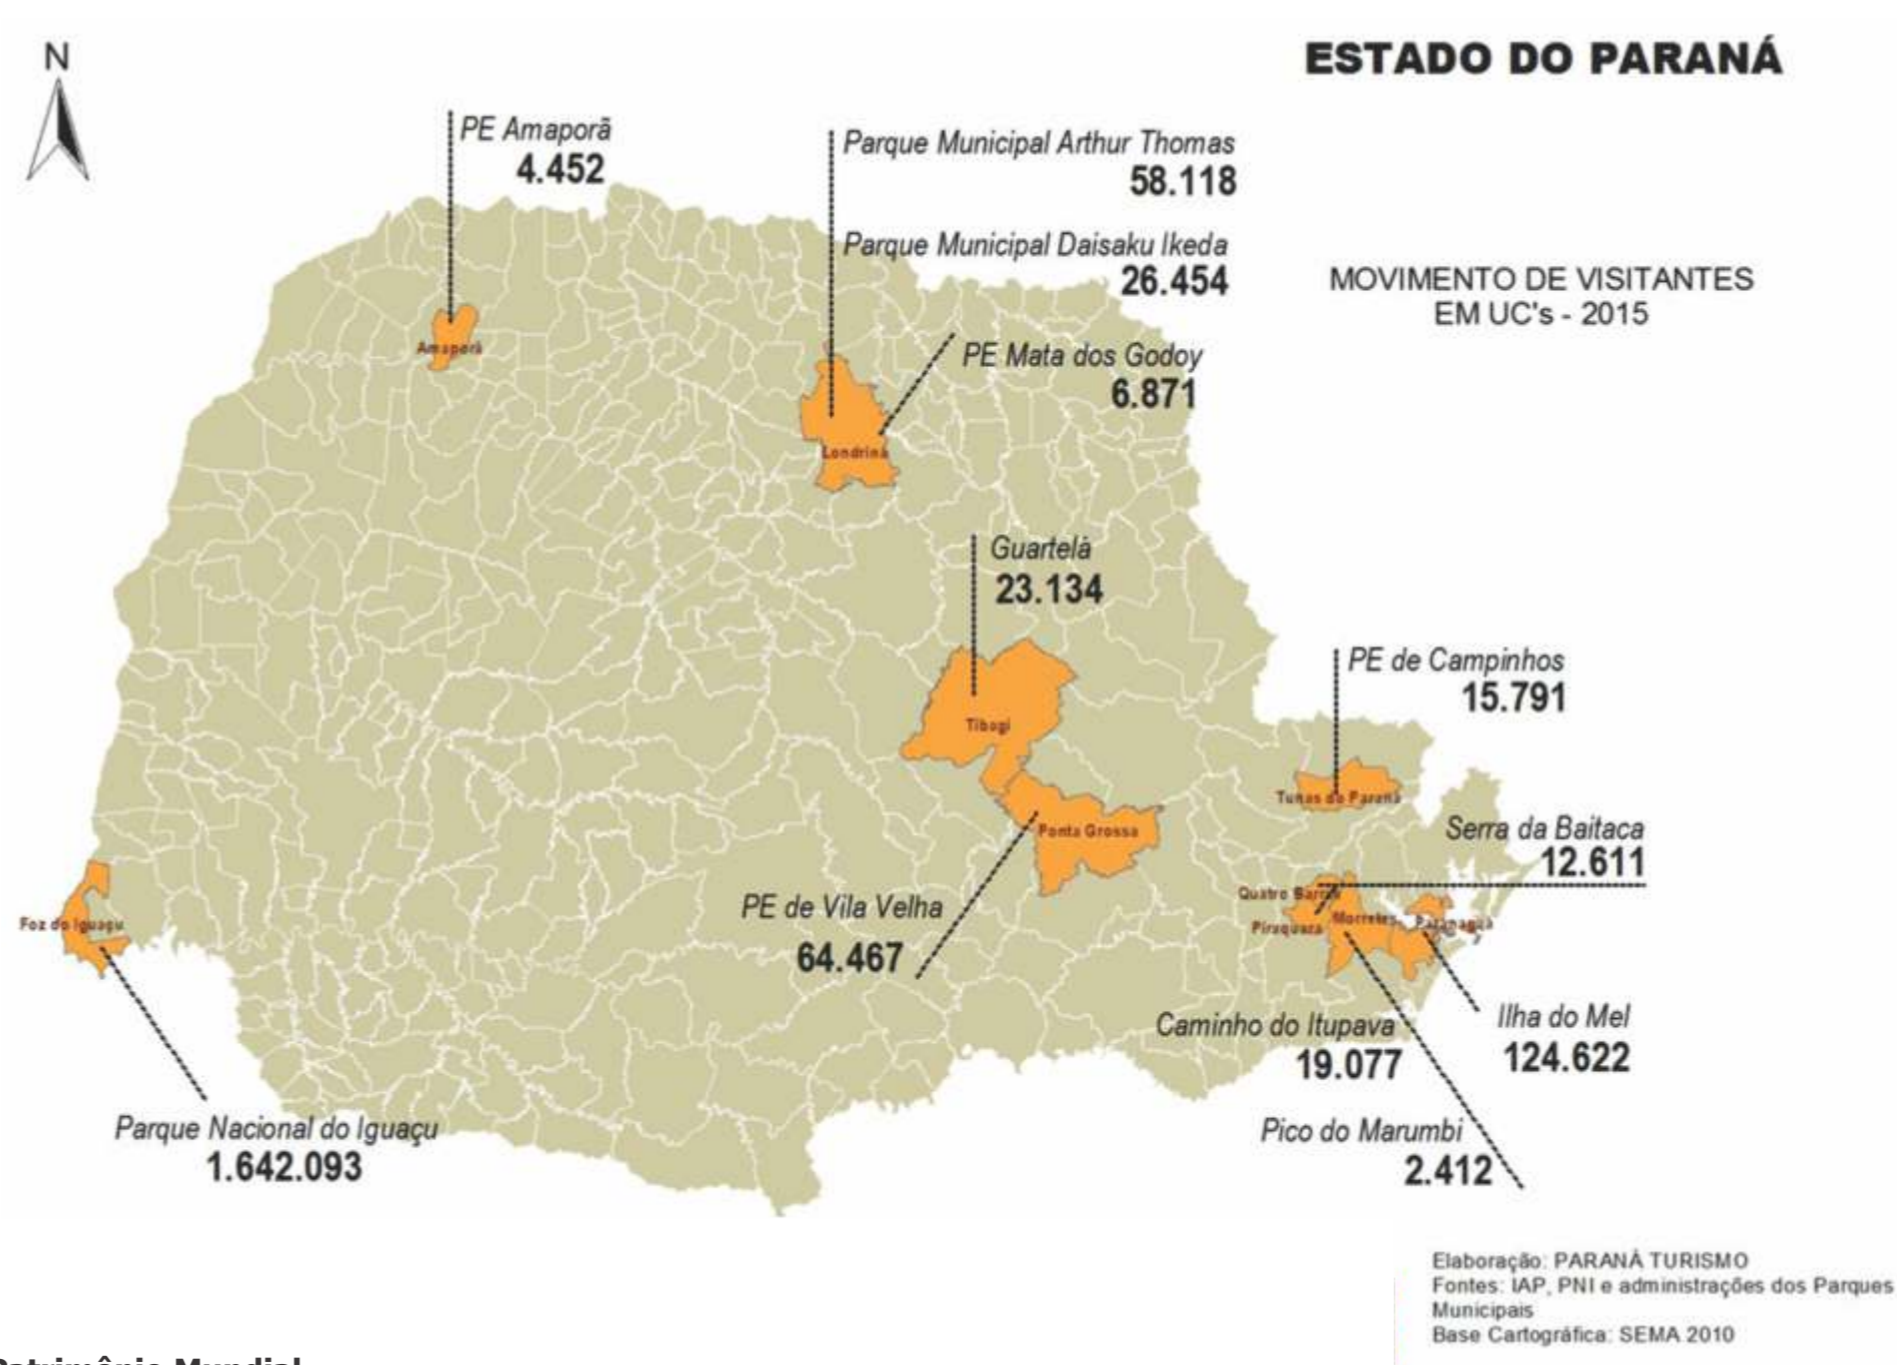 N
ESTADO DO PARANÁ
PE Amaporã
4.452
Parque Municipal Arthur Thomas
58.118
Parque Municipal Daisaku Ikeda
26.454
MOVIMENTO DE VISITANTES
EM UC's - 2015
PE Mata dos Godoy
6.871
Amaporã
Londrina
Guartelá
23.134
PE de Campinhos
15.791
Tibagi
Tunas do Paraná
Ponta Grossa
Serra da Baitaca
12.611
Quatro Barras
PE de Vila Velha
64.467
Foz do Iguaçu
Piraquara
Morretes
Paranaguá
Caminho do Itupava
19.077
Ilha do Mel
124.622
Parque Nacional do Iguaçu
1.642.093
Pico do Marumbi
2.412
Elaboração: PARANÁ TURISMO
Fontes: IAP, PNI e administrações dos Parques
Municipais
Base Cartográfica: SEMA 2010
Patrimônio Mundial